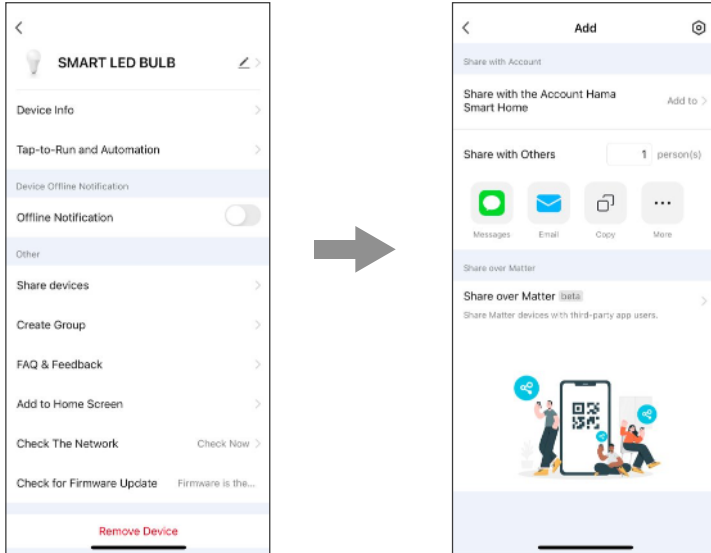 SMART LED BULB
Device Info
Tap-to-Run and Automation
Device Offline Notification
Offline Notification
Other
Share devices
Create Group
FAQ & Feedback
Add to Home Screen
Check The Network Check Now
Check for Firmware Update Firmware is the...
Remove Device
Add
Share with Account
Share with the Account Hama
Smart Home
Add to
Share with Others 1 person(s)
Messages Email Copy More
Share over Matter
Share over Matter beta
Share Matter devices with third-party app users.